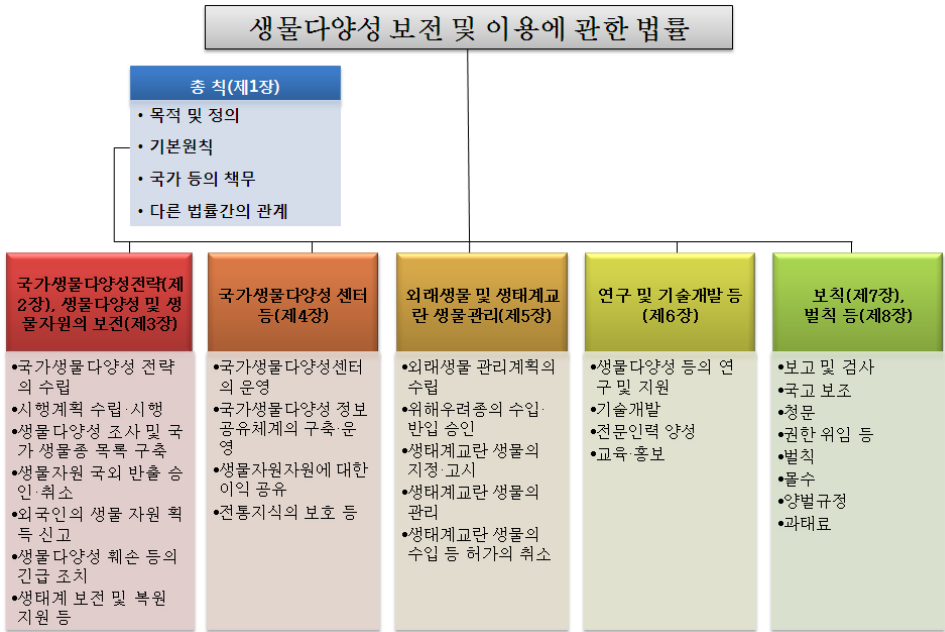 생물다양성 보전 및 이용에 관한 법률
총 칙(제1장)
• 목적 및 정의
• 기본원칙
• 국가 등의 책무
• 다른 법률간의 관계
국가생물다양성전략(제
2장), 생물다양성 및 생
물자원의 보전(제3장)
•국가생물다양성 전략
의 수립
•시행계획 수립·시행
•생물다양성 조사 및 국
가 생물종 목록 구축
•생물자원 국외 반출 승
인·취소
•외국인의 생물 자원 획
득 신고
•생물다양성 훼손 등의
긴급 조치
•생태계 보전 및 복원
지원 등
국가생물다양성 센터
등(제4장)
•국가생물다양성센터
의 운영
•국가생물다양성 정보
공유체계의 구축·운
영
•생물자원자원에 대한
이익 공유
•전통지식의 보호 등
외래생물 및 생태계교
란 생물관리(제5장)
•외래생물 관리계획의
수립
•위해우려종의 수입·
반입 승인
•생태계교란 생물의
지정·고시
•생태계교란 생물의
관리
•생태계교란 생물의
수입 등 허가의 취소
연구 및 기술개발 등
(제6장)
•생물다양성 등의 연
구 및 지원
•기술개발
•전문인력 양성
•교육·홍보
보칙(제7장),
벌칙 등(제8장)
•보고 및 검사
•국고 보조
•청문
•권한 위임 등
•벌칙
•몰수
•양벌규정
•과태료